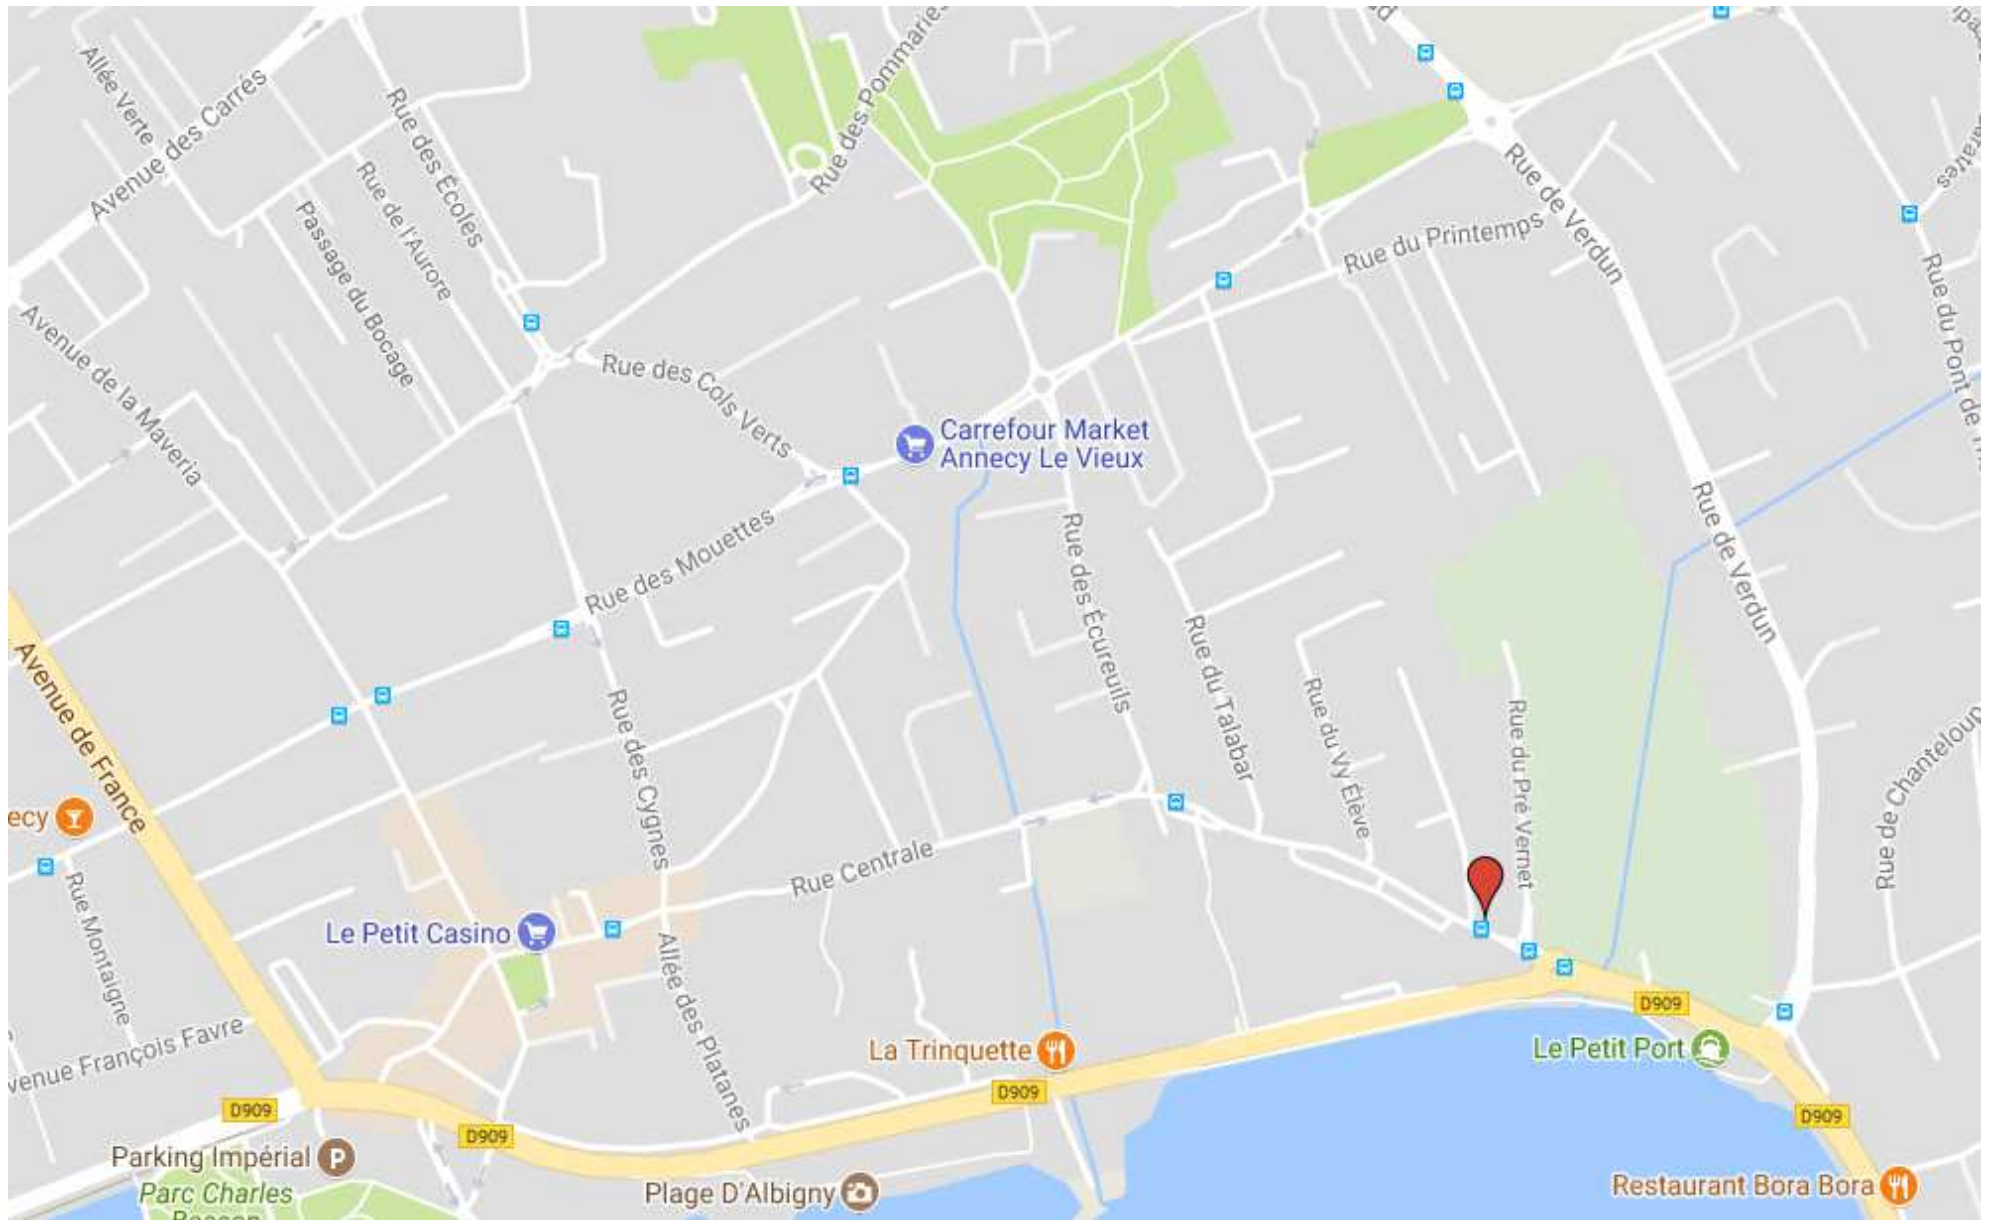 Allée Verte
Avenue des Carrés
Rue des Écoles
Rue des Pommaries
Rue de l'Aurore
Passage du Bocage
Rue de Verdun
Rue du Printemps
Avenue de la Maveria
Rue des Cols Verts
Carrefour Market
Annecy Le Vieux
Rue du Pont de
Rue des Mouettes
Rue des Écureuils
Rue de Verdun
Rue du Talabar
Rue du Vy Élève
Rue du Pré Vernet
Avenue de France
Rue des Cygnes
Rue de Chanteloup
ecy
Rue Centrale
Rue Montaigne
Le Petit Casino
Allée des Platanes
venue François Favre
La Trinquette
D909
Le Petit Port
D909
D909
D909
D909
Parking Impérial
P
Parc Charles
Plage D'Albigny
Restaurant Bora Bora